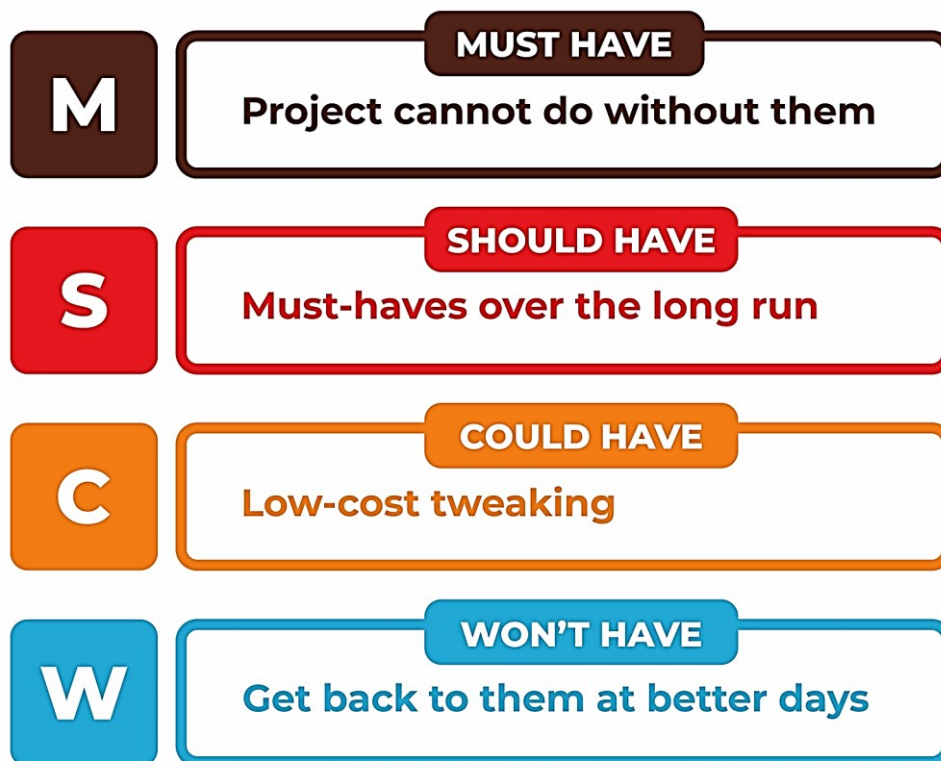 M
MUST HAVE
Project cannot do without them
S
SHOULD HAVE
Must-haves over the long run
C
COULD HAVE
Low-cost tweaking
W
WON’T HAVE
Get back to them at better days